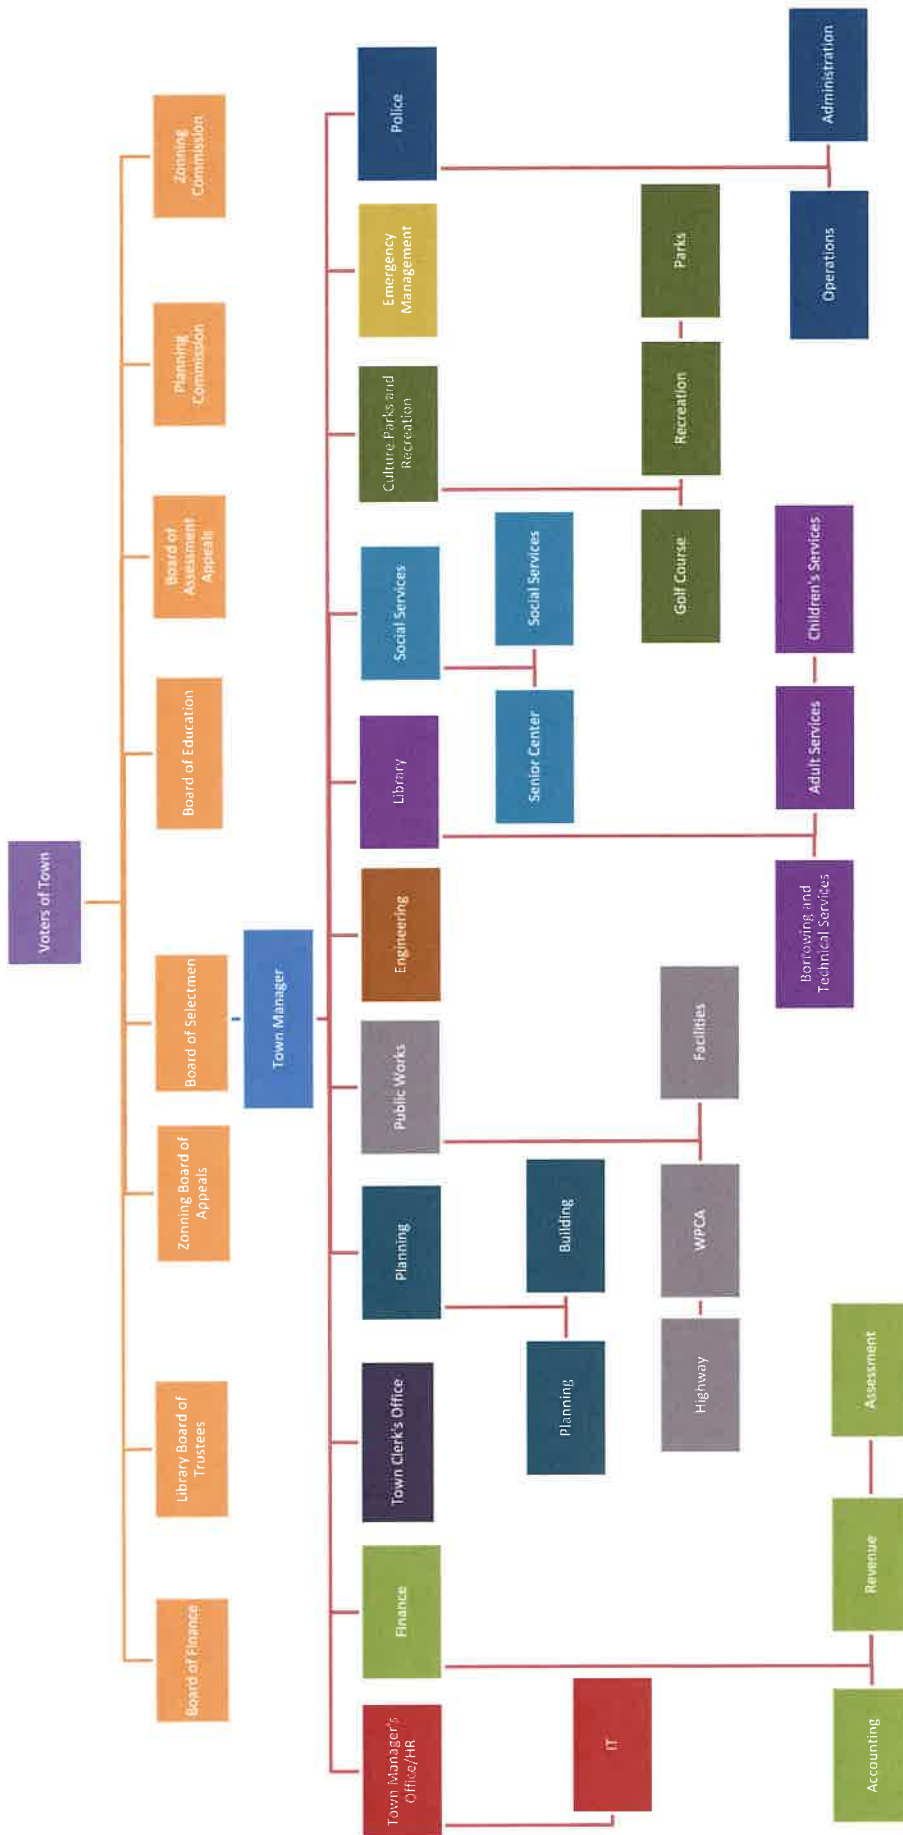 Voters of Town
Board of Finance
Library Board of
Trustees
Zonning Board of
Appeals
Board of Selectmen
Board of Education
Board of
Assessment
Appeals
Planning
Commission
Zonning
Commission
Town Manager
Town Manager's
Office/HR
Finance
Town Clerk's Office
Planning
Public Works
Engineering
Library
Social Services
Culture Parks and
Recreation
Emergency
Management
Police
IT
Accounting
Revenue
Assessment
Planning
Building
Highway
WPCA
Facilities
Borrowing and
Technical Services
Adult Services
Children's Services
Senior Center
Social Services
Golf Course
Recreation
Parks
Operations
Administration